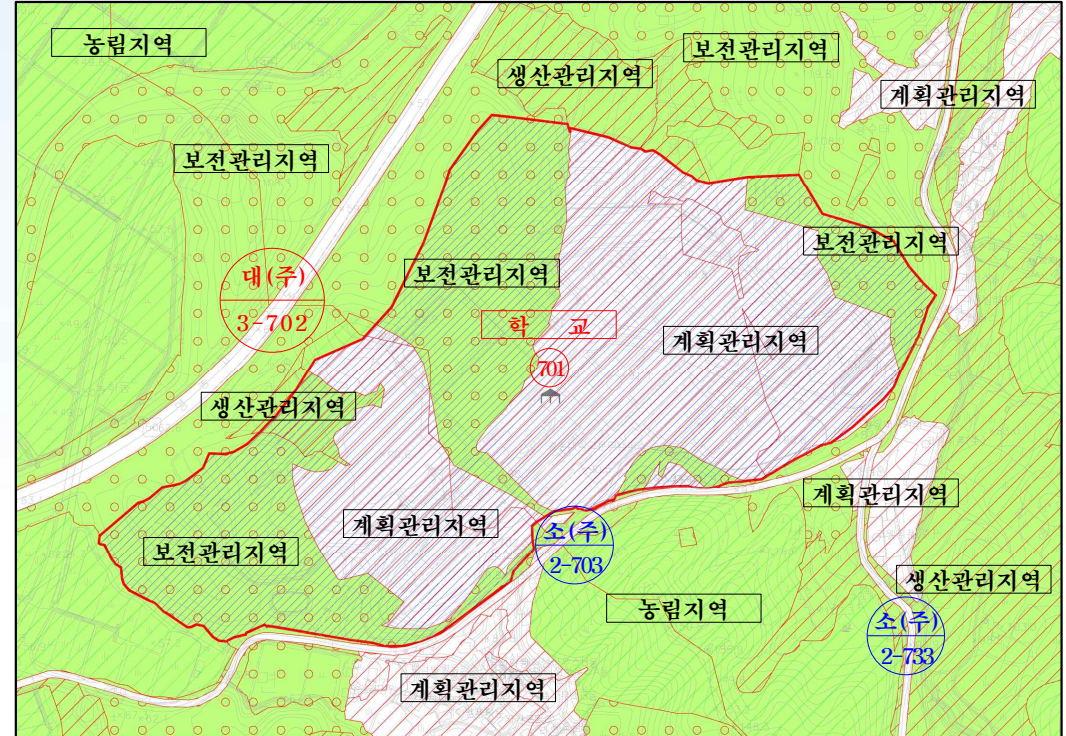 농림지역
생산관리지역
보전관리지역
계획관리지역
보전관리지역
보전관리지역
보전관리지역
대(주)
3-702
학 교
701
계획관리지역
생산관리지역
계획관리지역
계획관리지역
보전관리지역
소(주)
2-703
생산관리지역
농림지역
소(주)
2-733
계획관리지역